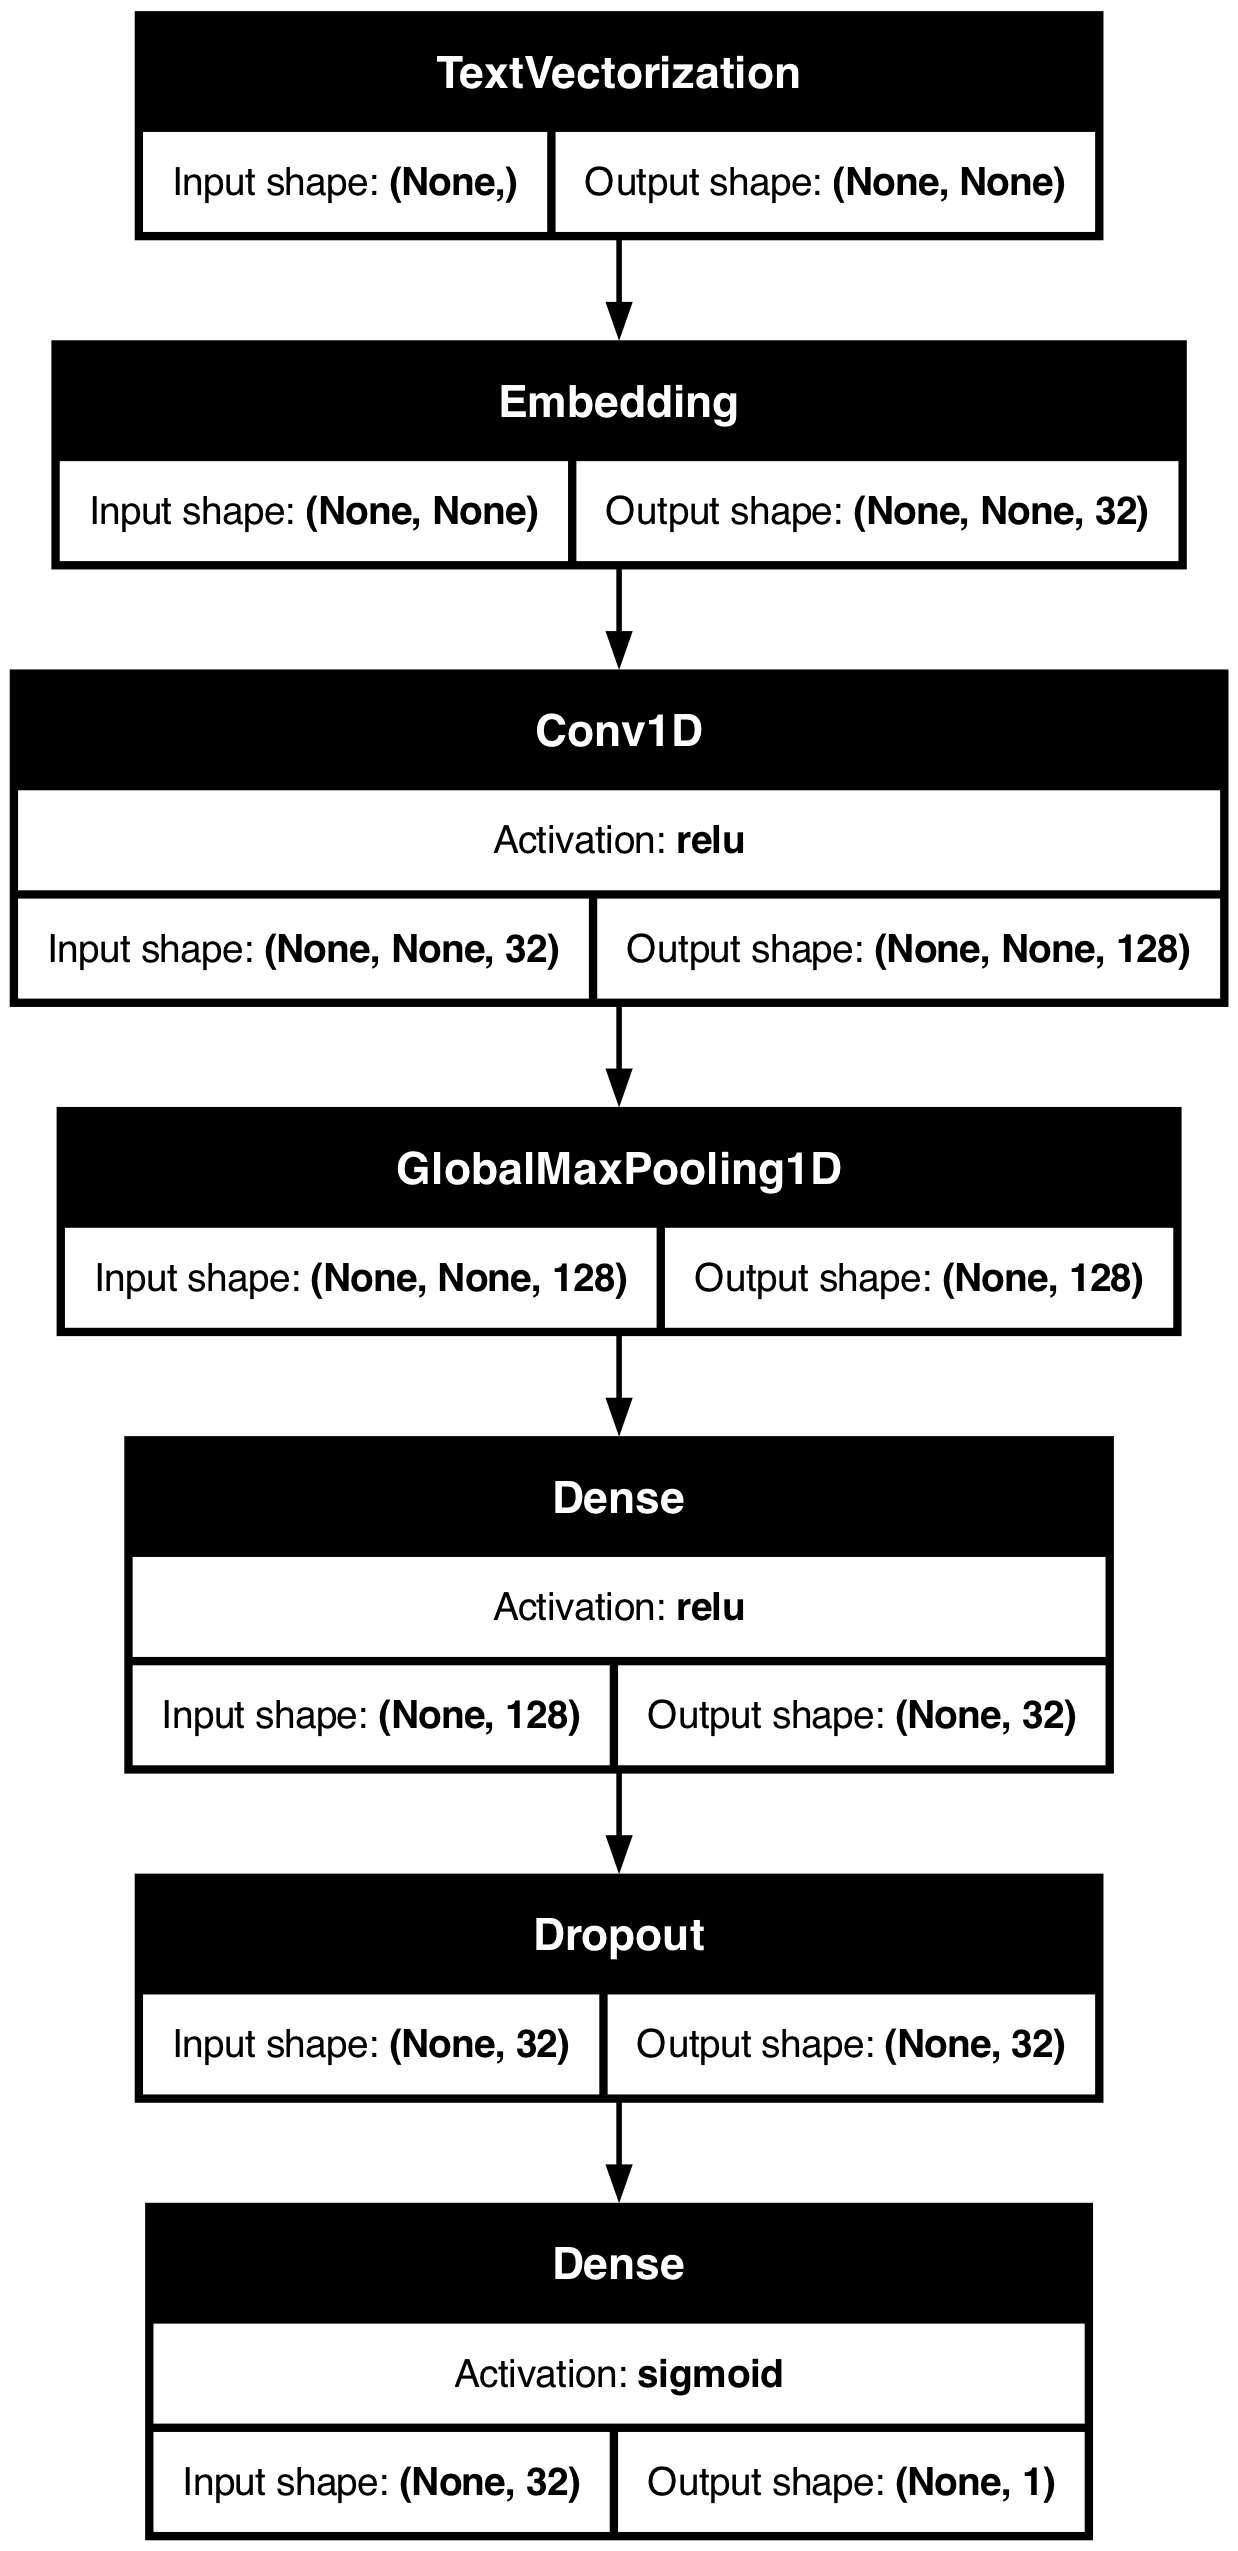 TextVectorization
Input shape: (None,) Output shape: (None, None)
Embedding
Input shape: (None, None) Output shape: (None, None, 32)
Conv1D
Activation: relu
Input shape: (None, None, 32) Output shape: (None, None, 128)
GlobalMaxPooling1D
Input shape: (None, None, 128) Output shape: (None, 128)
Dense
Activation: relu
Input shape: (None, 128) Output shape: (None, 32)
Dropout
Input shape: (None, 32) Output shape: (None, 32)
Dense
Activation: sigmoid
Input shape: (None, 32) Output shape: (None, 1)